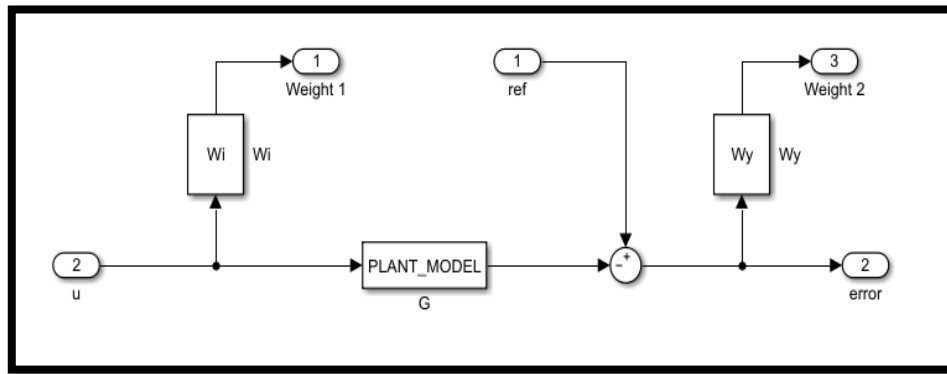 1
Weight 1
1
ref
3
Weight 2
Wi
Wi
Wy
Wy
2
u
PLANT_MODEL
G
-
+
2
error